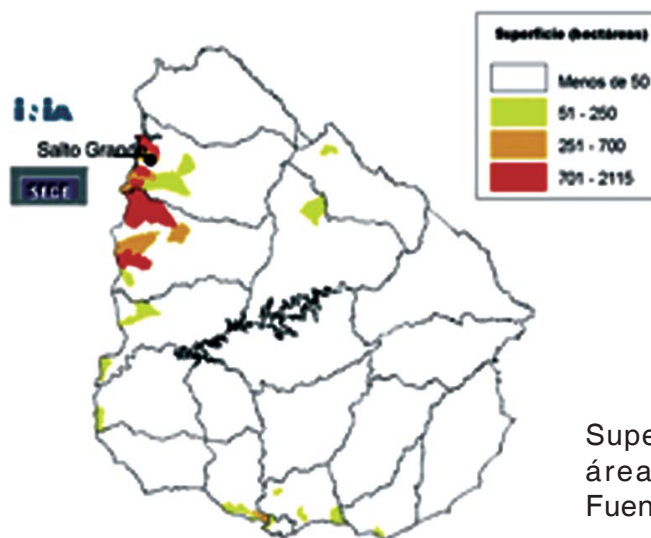 Superficie (hectáreas)
Menos de 50
51 - 250
251 - 700
701 - 2115
Salto Grande
Supe
área
Fuen